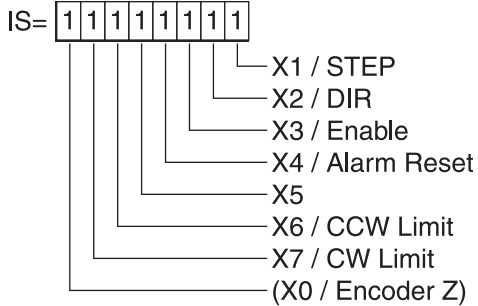 IS= 1 1 1 1 1 1 1 1
X1 / STEP
X2 / DIR
X3 / Enable
X4 / Alarm Reset
X5
X6 / CCW Limit
X7 / CW Limit
(X0 / Encoder Z)